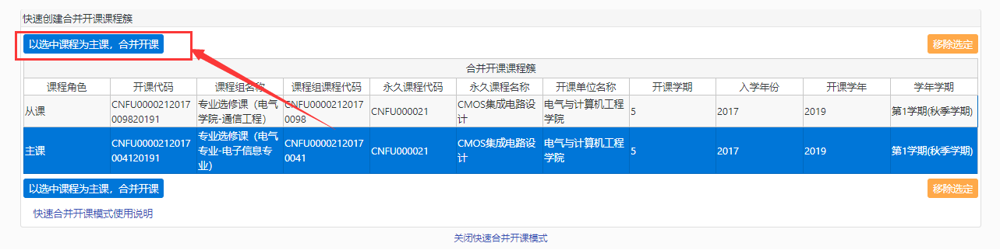 快速创建合并开课课程簇
以选中课程为主课，合并开课 移除选定
合并开课课程簇
课程角色 开课代码 课程组名称 课程组课程代码 永久课程代码 永久课程名称 开课单位名称 开课学期 入学年份 开课学年 学年学期
从课 CNFU0000212017009820191 专业选修课（电气学院-通信工程） CNFU00002120170098 CNFU000021 CMOS集成电路设计 电气与计算机工程学院 5 2017 2019 第1学期(秋季学期)
主课 CNFU0000212017004120191 专业选修课（电气专业-电子信息专业） CNFU00002120170041 CNFU000021 CMOS集成电路设计 电气与计算机工程学院 5 2017 2019 第1学期(秋季学期)
以选中课程为主课，合并开课 移除选定
快速合并开课模式使用说明
关闭快速合并开课模式